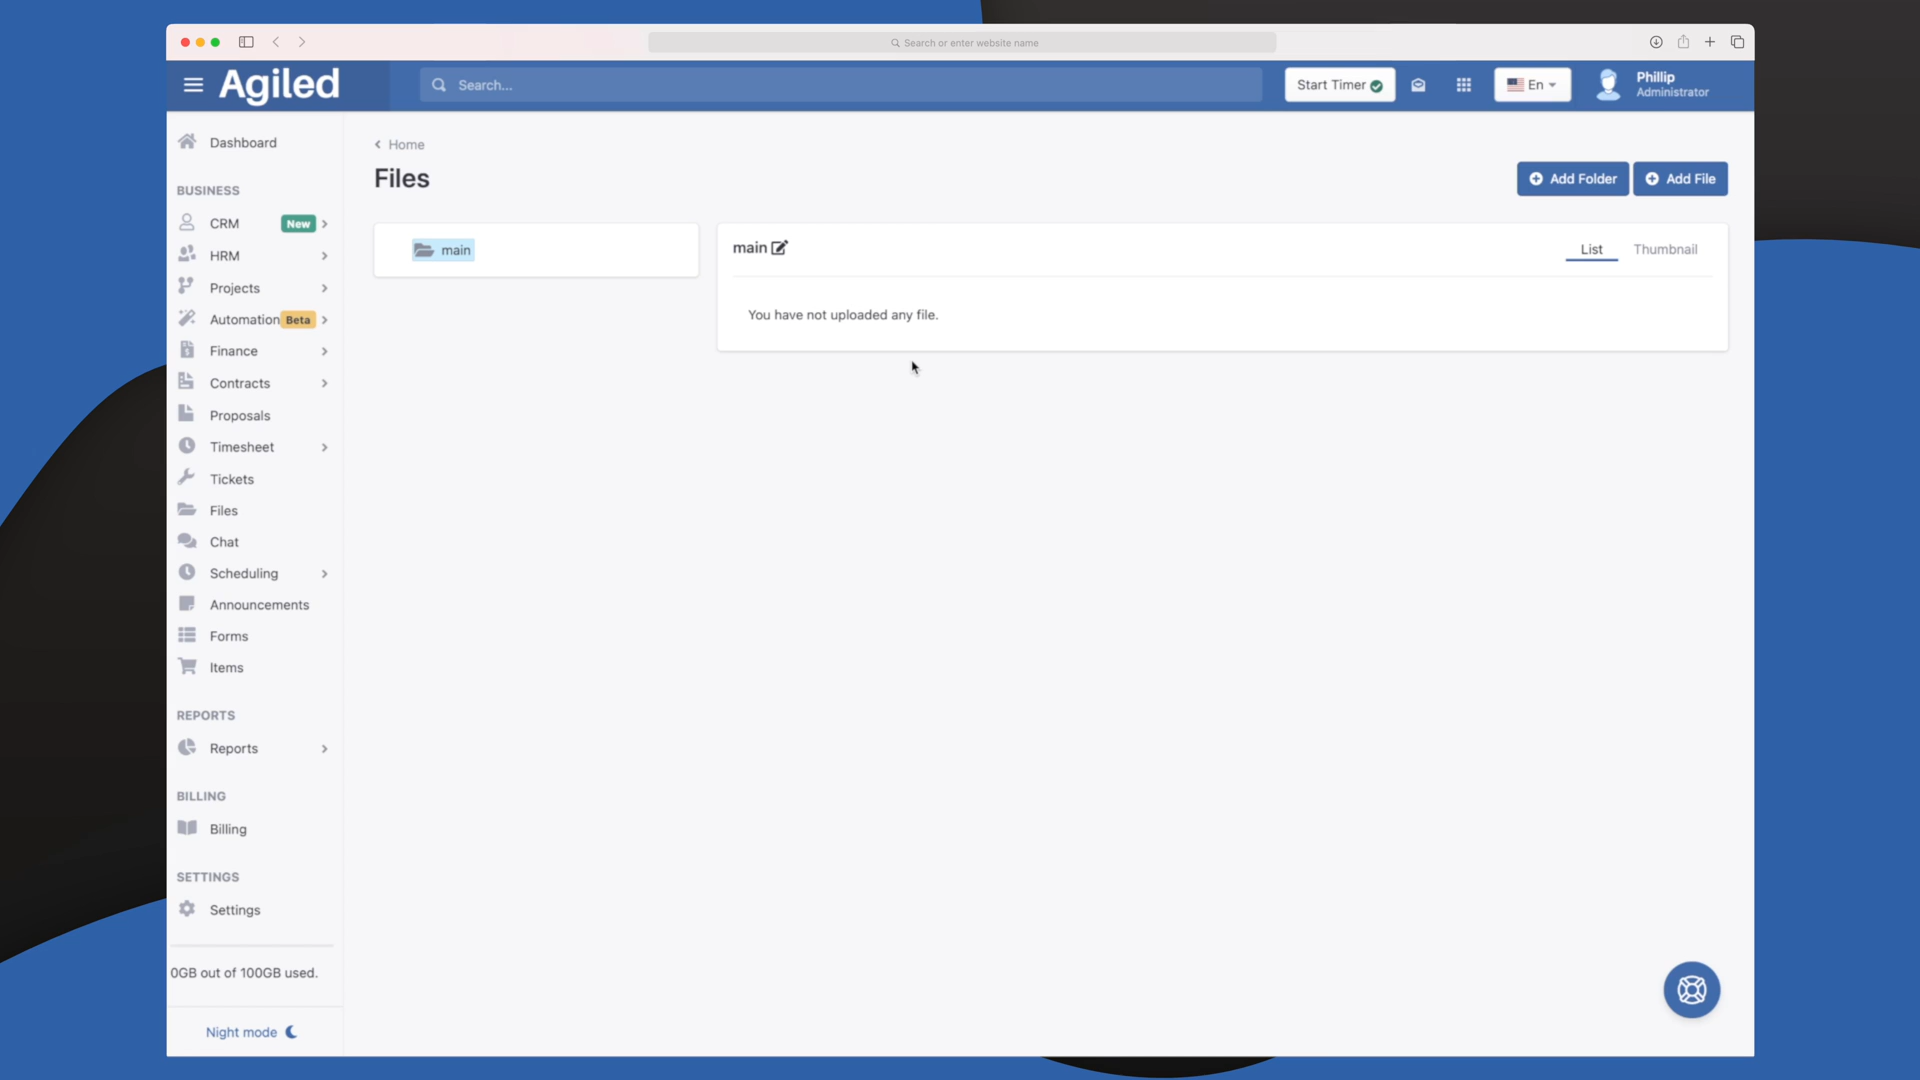 Search or enter website name
Agiled
Search...
Start Timer
En
Phillip
Administrator
Dashboard
BUSINESS
CRM New
HRM
Projects
Automation Beta
Finance
Contracts
Proposals
Timesheet
Tickets
Files
Chat
Scheduling
Announcements
Forms
Items
REPORTS
Reports
BILLING
Billing
SETTINGS
Settings
0GB out of 100GB used.
Night mode
Home
Files
Add Folder
Add File
main
main
List
Thumbnail
You have not uploaded any file.